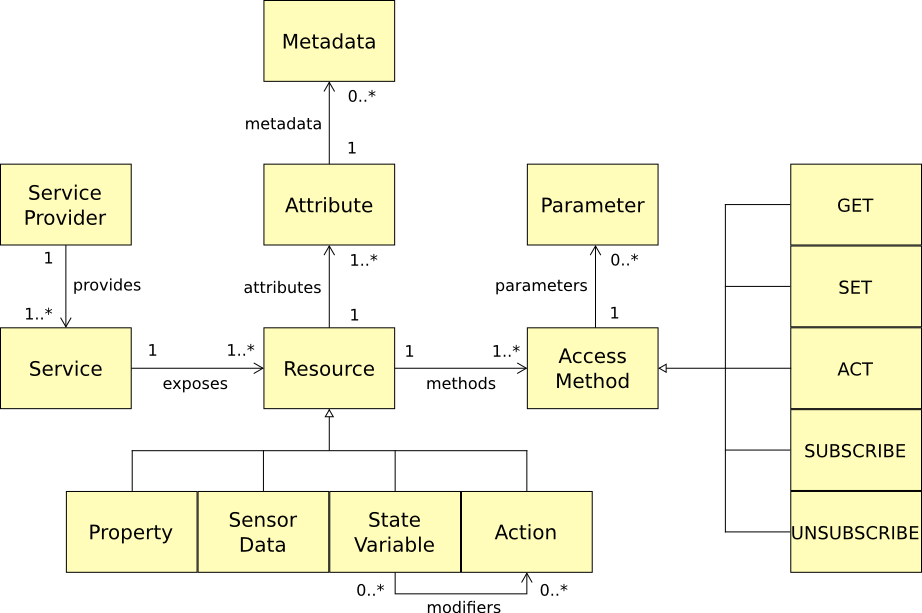 Metadata
0..*
metadata
1
Service
Provider
Attribute
Parameter
GET
1
1..*
0..*
provides
attributes
parameters
SET
1..*
1
1
Service
1
1..*
exposes
Resource
1
1..*
methods
Access
Method
ACT
SUBSCRIBE
Property
Sensor
Data
State
Variable
Action
UNSUBSCRIBE
0..*
0..*
modifiers